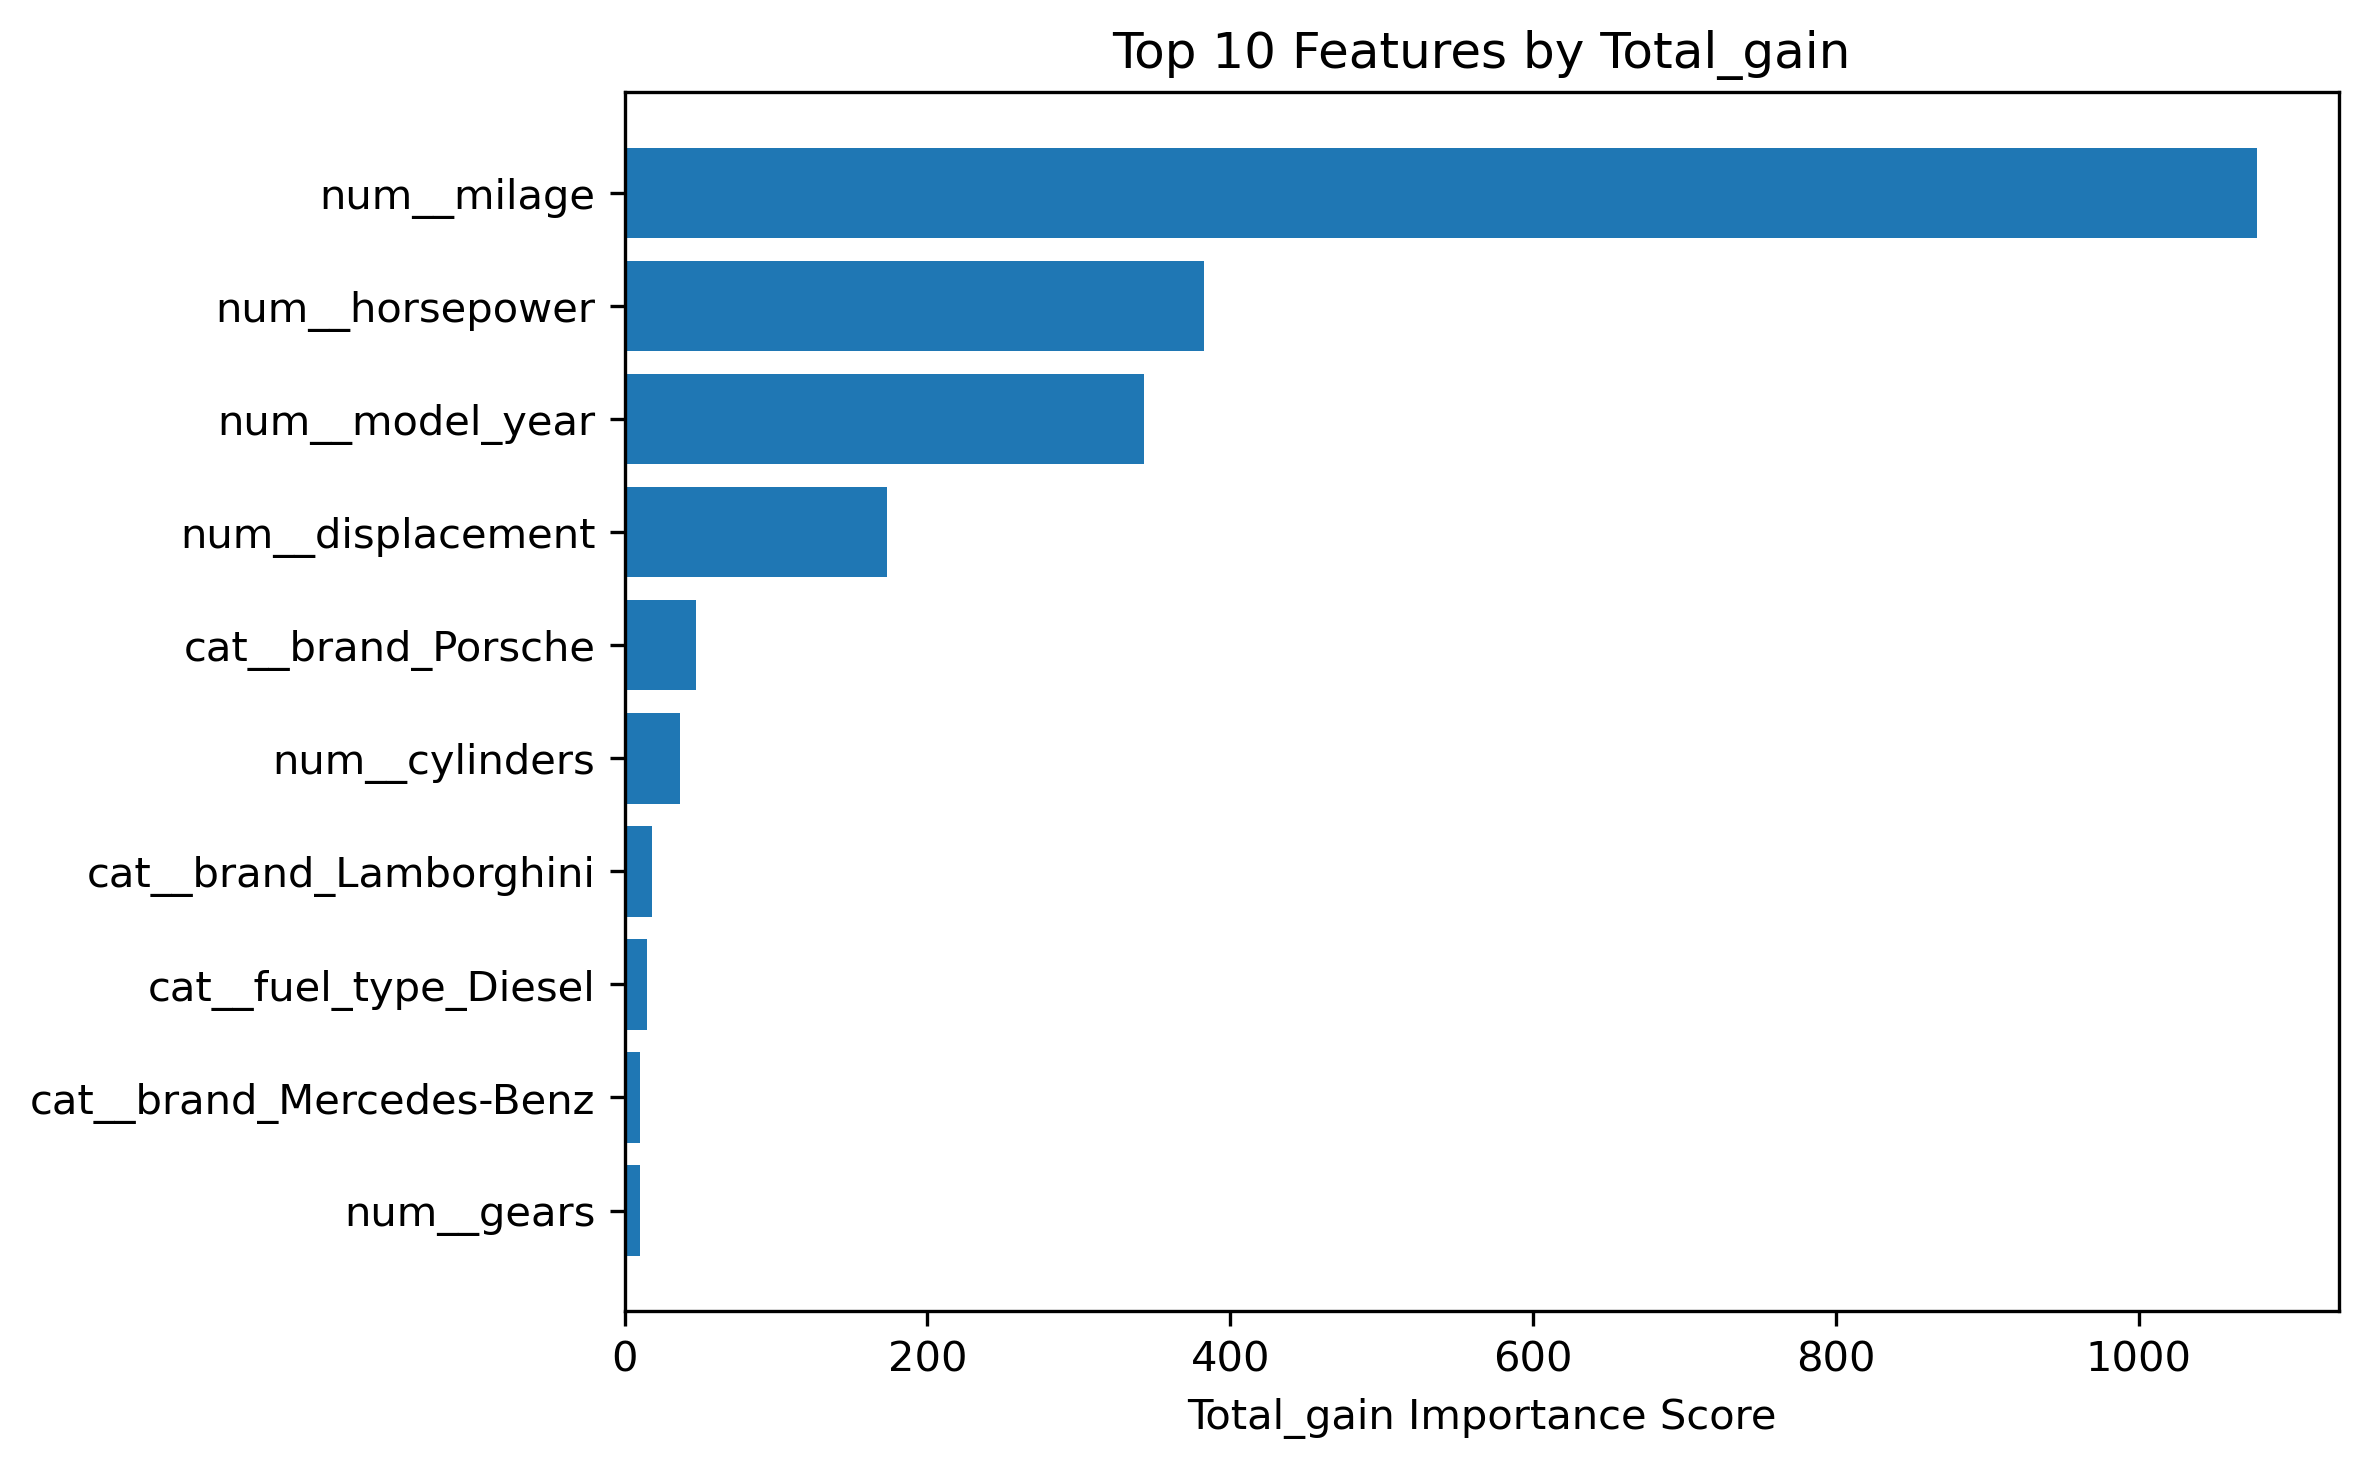 Top 10 Features by Total_gain
num__milage
num__horsepower
num__model_year
num__displacement
cat__brand_Porsche
num__cylinders
cat__brand_Lamborghini
cat__fuel_type_Diesel
cat__brand_Mercedes-Benz
num__gears
0 200 400 600 800 1000
Total_gain Importance Score